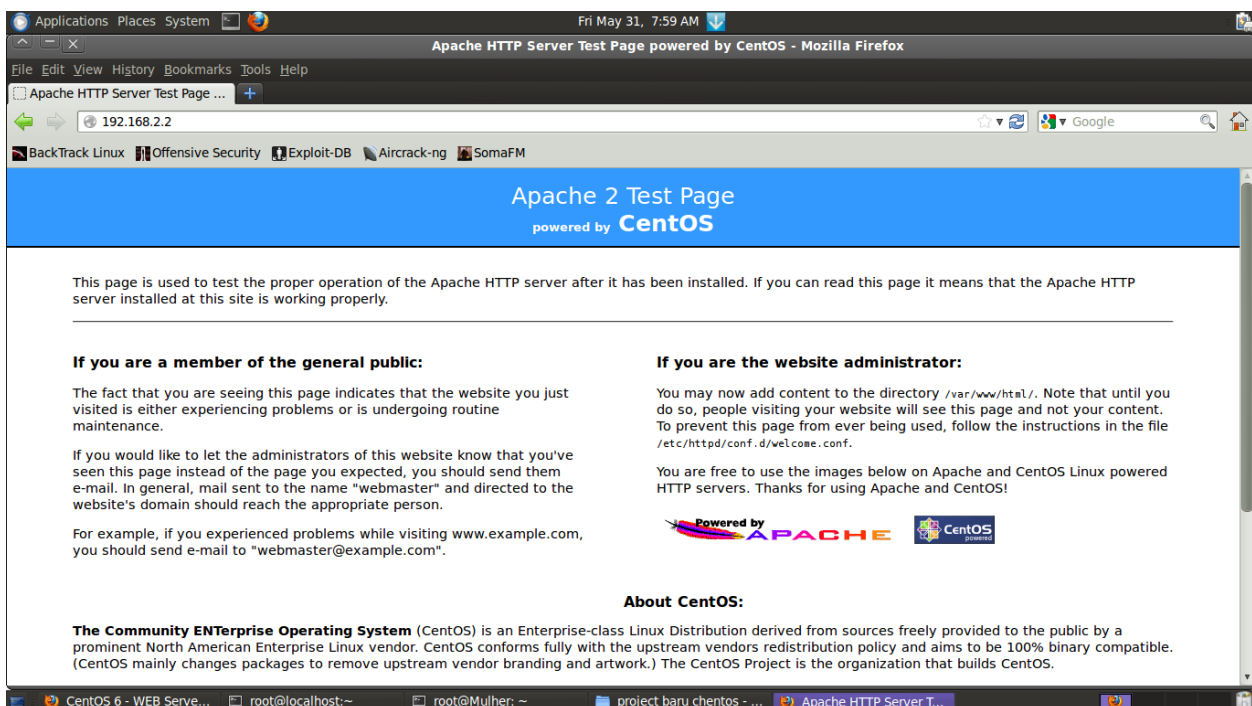 Applications Places System
Fri May 31, 7:59 AM
Apache HTTP Server Test Page powered by CentOS - Mozilla Firefox
File Edit View History Bookmarks Tools Help
Apache HTTP Server Test Page ...
192.168.2.2
Google
BackTrack Linux Offensive Security Exploit-DB Aircrack-ng SomaFM
Apache 2 Test Page
powered by CentOS
This page is used to test the proper operation of the Apache HTTP server after it has been installed. If you can read this page it means that the Apache HTTP
server installed at this site is working properly.
If you are a member of the general public:
The fact that you are seeing this page indicates that the website you just
visited is either experiencing problems or is undergoing routine
maintenance.
If you would like to let the administrators of this website know that you've
seen this page instead of the page you expected, you should send them
e-mail. In general, mail sent to the name "webmaster" and directed to the
website's domain should reach the appropriate person.
For example, if you experienced problems while visiting www.example.com,
you should send e-mail to "webmaster@example.com".
If you are the website administrator:
You may now add content to the directory /var/www/html/. Note that until you
do so, people visiting your website will see this page and not your content.
To prevent this page from ever being used, follow the instructions in the file
/etc/httpd/conf.d/welcome.conf.
You are free to use the images below on Apache and CentOS Linux powered
HTTP servers. Thanks for using Apache and CentOS!
Powered by
APACHE
CentOS
powered
About CentOS:
The Community ENTerprise Operating System (CentOS) is an Enterprise-class Linux Distribution derived from sources freely provided to the public by a
prominent North American Enterprise Linux vendor. CentOS conforms fully with the upstream vendors redistribution policy and aims to be 100% binary compatible.
(CentOS mainly changes packages to remove upstream vendor branding and artwork.) The CentOS Project is the organization that builds CentOS.
CentOS 6 - WEB Serve... root@localhost:~ root@Mulher: ~ project baru chentos - ... Apache HTTP Server T...